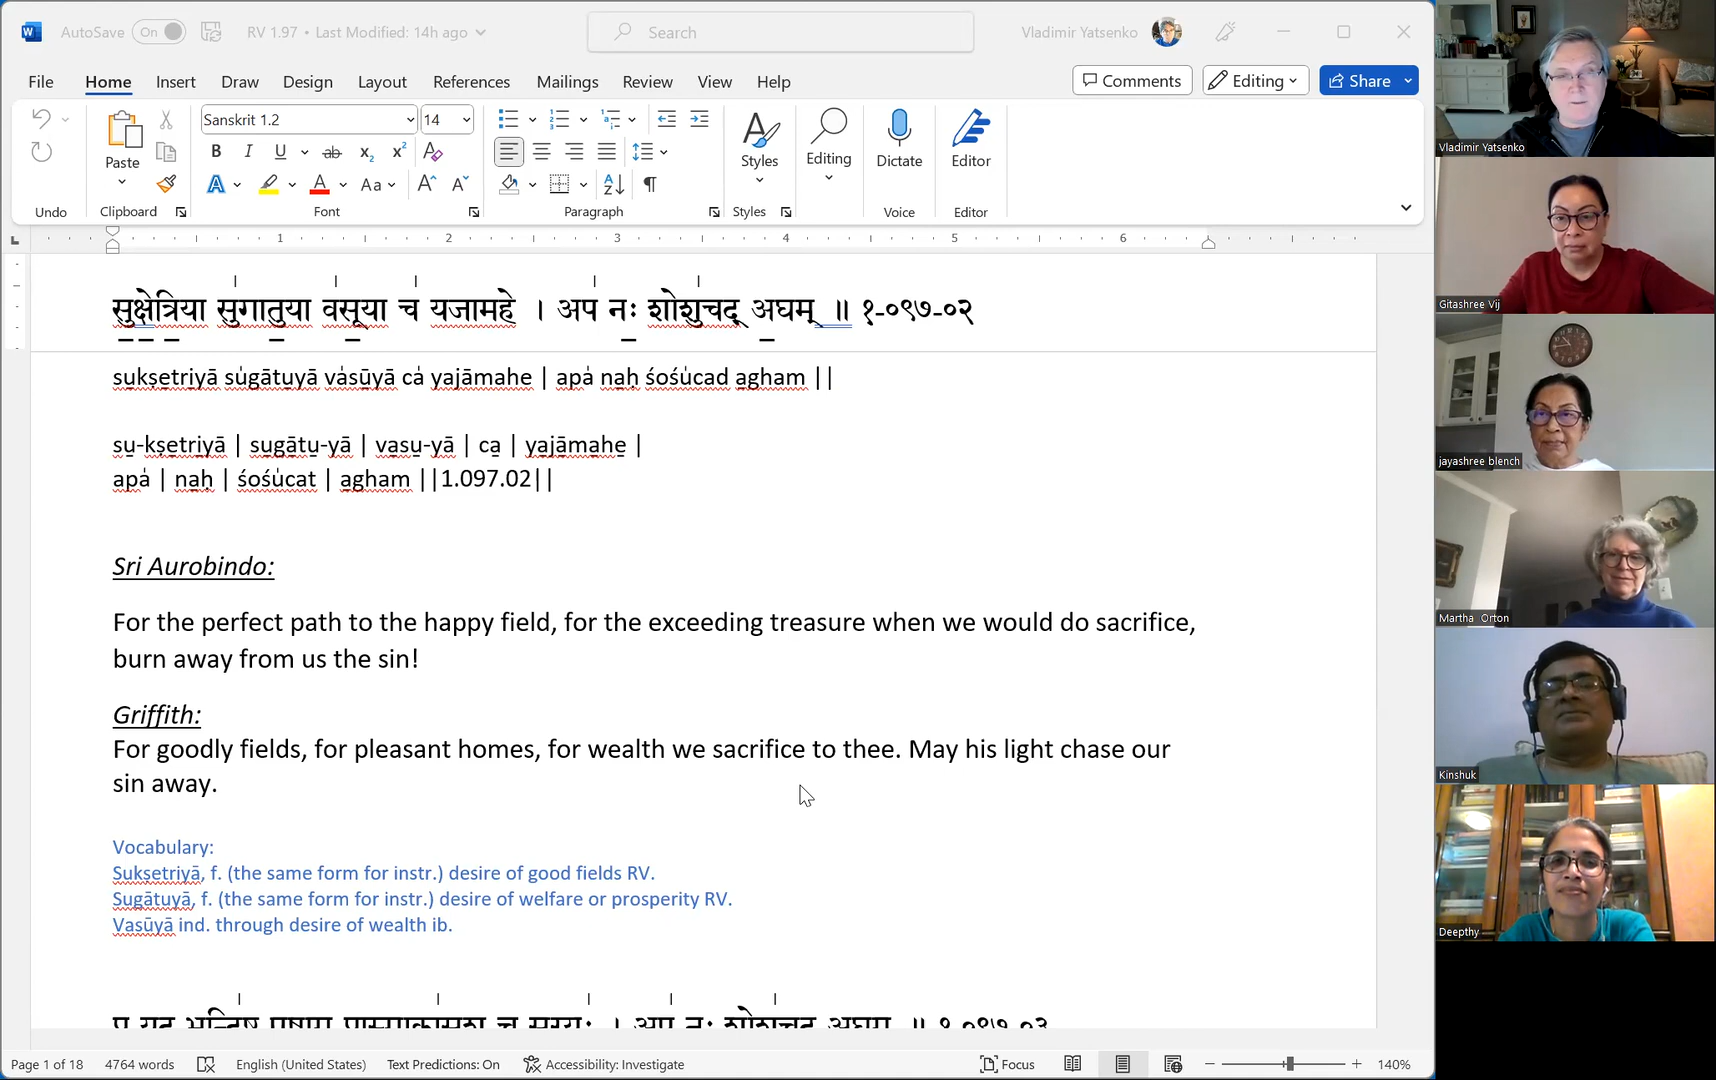 AutoSave On RV 1.97 • Last Modified: 14h ago Search Vladimir Yatsenko
File Home Insert Draw Design Layout References Mailings Review View Help Comments Editing Share
Sanskrit 1.2 14
Paste Styles Editing Dictate Editor
Undo Clipboard Font Paragraph Styles Voice Editor
1 2 3 4 5 6
सुक्षेत्रिया सुगातुया वसूया च यजामहे । अप नः शोशुचद् अघम् ॥ १-०९७-०२
sukṣetriyā sugātuyā vasūyā ca yajāmahe | apa naḥ śośucad agham ||
su-kṣetriyā | sugātu-yā | vasu-yā | ca | yajāmahe |
apa | naḥ | śośucat | agham ||1.097.02||
Sri Aurobindo:
For the perfect path to the happy field, for the exceeding treasure when we would do sacrifice,
burn away from us the sin!
Griffith:
For goodly fields, for pleasant homes, for wealth we sacrifice to thee. May his light chase our
sin away.
Vocabulary:
Sukṣetriyā, f. (the same form for instr.) desire of good fields RV.
Sugātuyā, f. (the same form for instr.) desire of welfare or prosperity RV.
Vasūyā ind. through desire of wealth ib.
Page 1 of 18 4764 words English (United States) Text Predictions: On Accessibility: Investigate Focus 140%
Vladimir Yatsenko
Gitashree Vij
jayashree blench
Martha Orton
Kinshuk
Deepthy